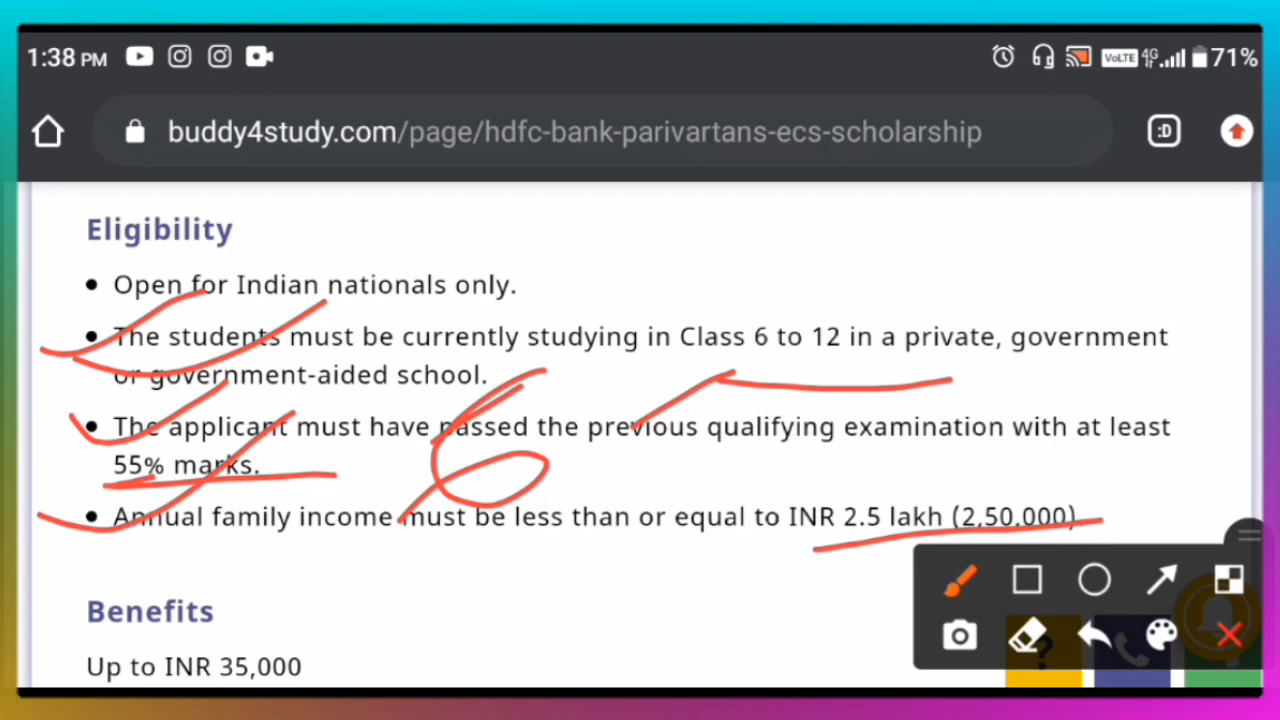 1:38 PM
VoLTE 4G 71%
buddy4study.com/page/hdfc-bank-parivartans-ecs-scholarship
:D
Eligibility
Open for Indian nationals only.
The students must be currently studying in Class 6 to 12 in a private, government
or government-aided school.
The applicant must have passed the previous qualifying examination with at least
55% marks.
6
Annual family income must be less than or equal to INR 2.5 lakh (2,50,000)
Benefits
?
Up to INR 35,000